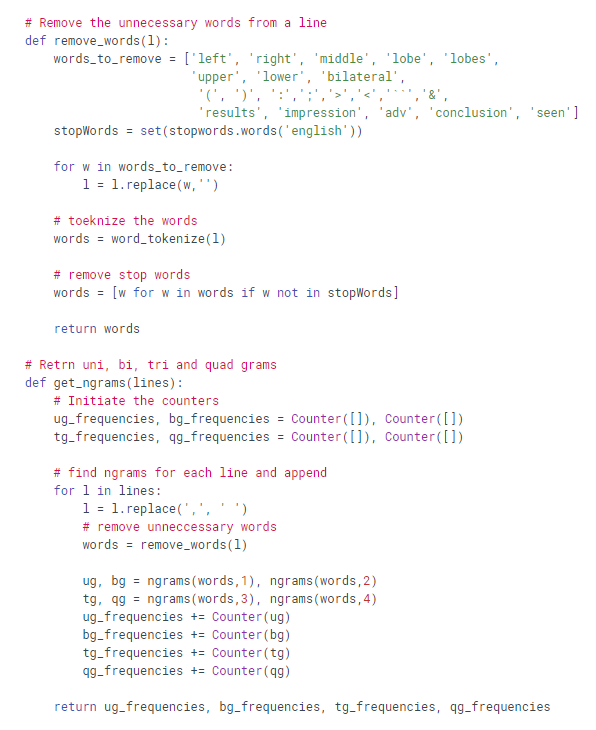 # Remove the unnecessary words from a line
def remove_words(l):
    words_to_remove = ['left', 'right', 'middle', 'lobe', 'lobes',
                       'upper', 'lower', 'bilateral',
                        '(', ')', ':',';','>','<','``','&',
                        'results', 'impression', 'adv', 'conclusion', 'seen']
    stopWords = set(stopwords.words('english'))

    for w in words_to_remove:
        l = l.replace(w,'')

    # toeknize the words
    words = word_tokenize(l)

    # remove stop words
    words = [w for w in words if w not in stopWords]

    return words

# Retrn uni, bi, tri and quad grams
def get_ngrams(lines):
    # Initiate the counters
    ug_frequencies, bg_frequencies = Counter([]), Counter([])
    tg_frequencies, qg_frequencies = Counter([]), Counter([])

    # find ngrams for each line and append
    for l in lines:
        l = l.replace(',', ' ')
        # remove unneccessary words
        words = remove_words(l)

        ug, bg = ngrams(words,1), ngrams(words,2)
        tg, qg = ngrams(words,3), ngrams(words,4)
        ug_frequencies += Counter(ug)
        bg_frequencies += Counter(bg)
        tg_frequencies += Counter(tg)
        qg_frequencies += Counter(qg)

    return ug_frequencies, bg_frequencies, tg_frequencies, qg_frequencies